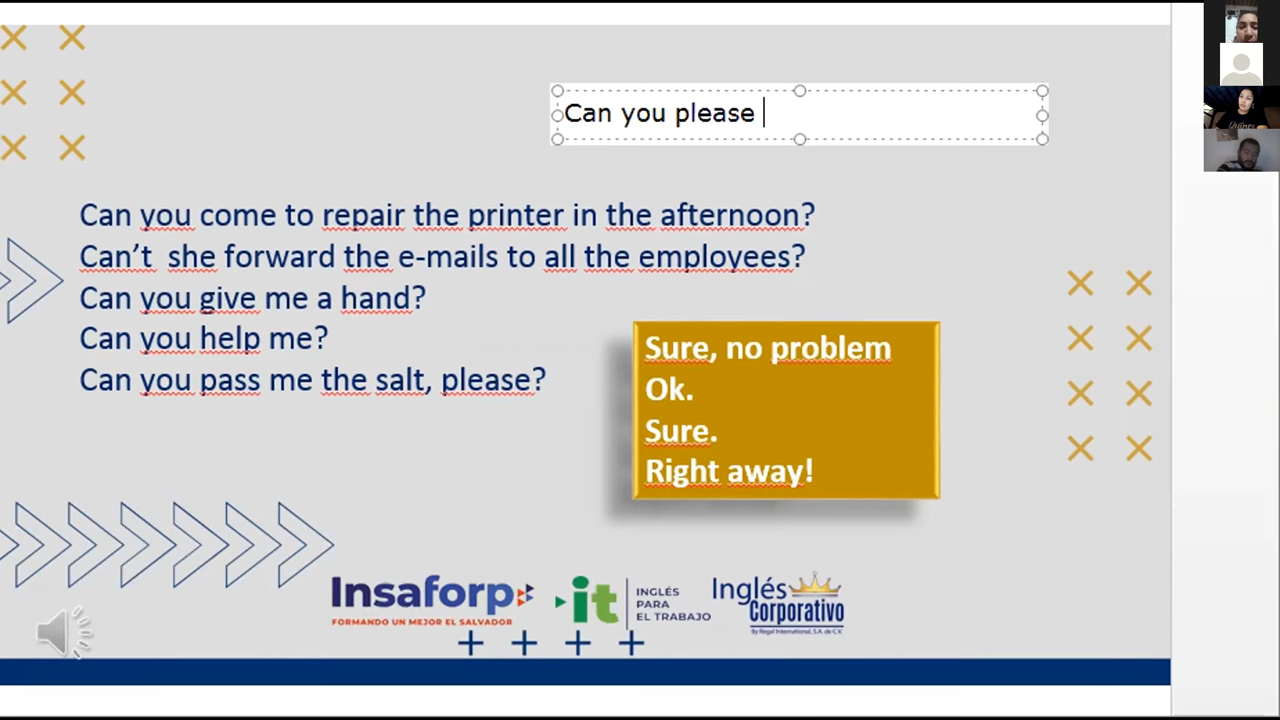 Can you please
Can you come to repair the printer in the afternoon?
Can't  she forward the e-mails to all the employees?
Can you give me a hand?
Can you help me?
Can you pass me the salt, please?
Sure, no problem
Ok.
Sure.
Right away!
Insaforp
FORMANDO UN MEJOR EL SALVADOR
it
INGLÉS
PARA
EL TRABAJO
Inglés
Corporativo
By Regal International, S.A. de C.V.